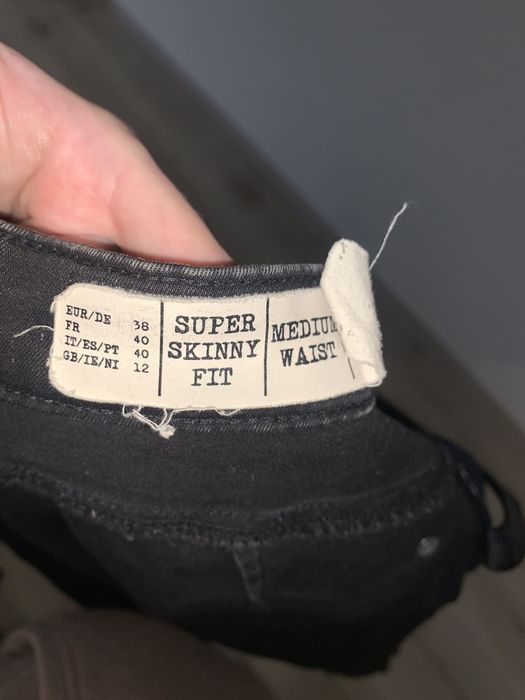 EUR/DE 38
FR 40
IT/ES/PT 40
GB/IE/NI 12
SUPER
SKINNY
FIT
MEDIUM
WAIST